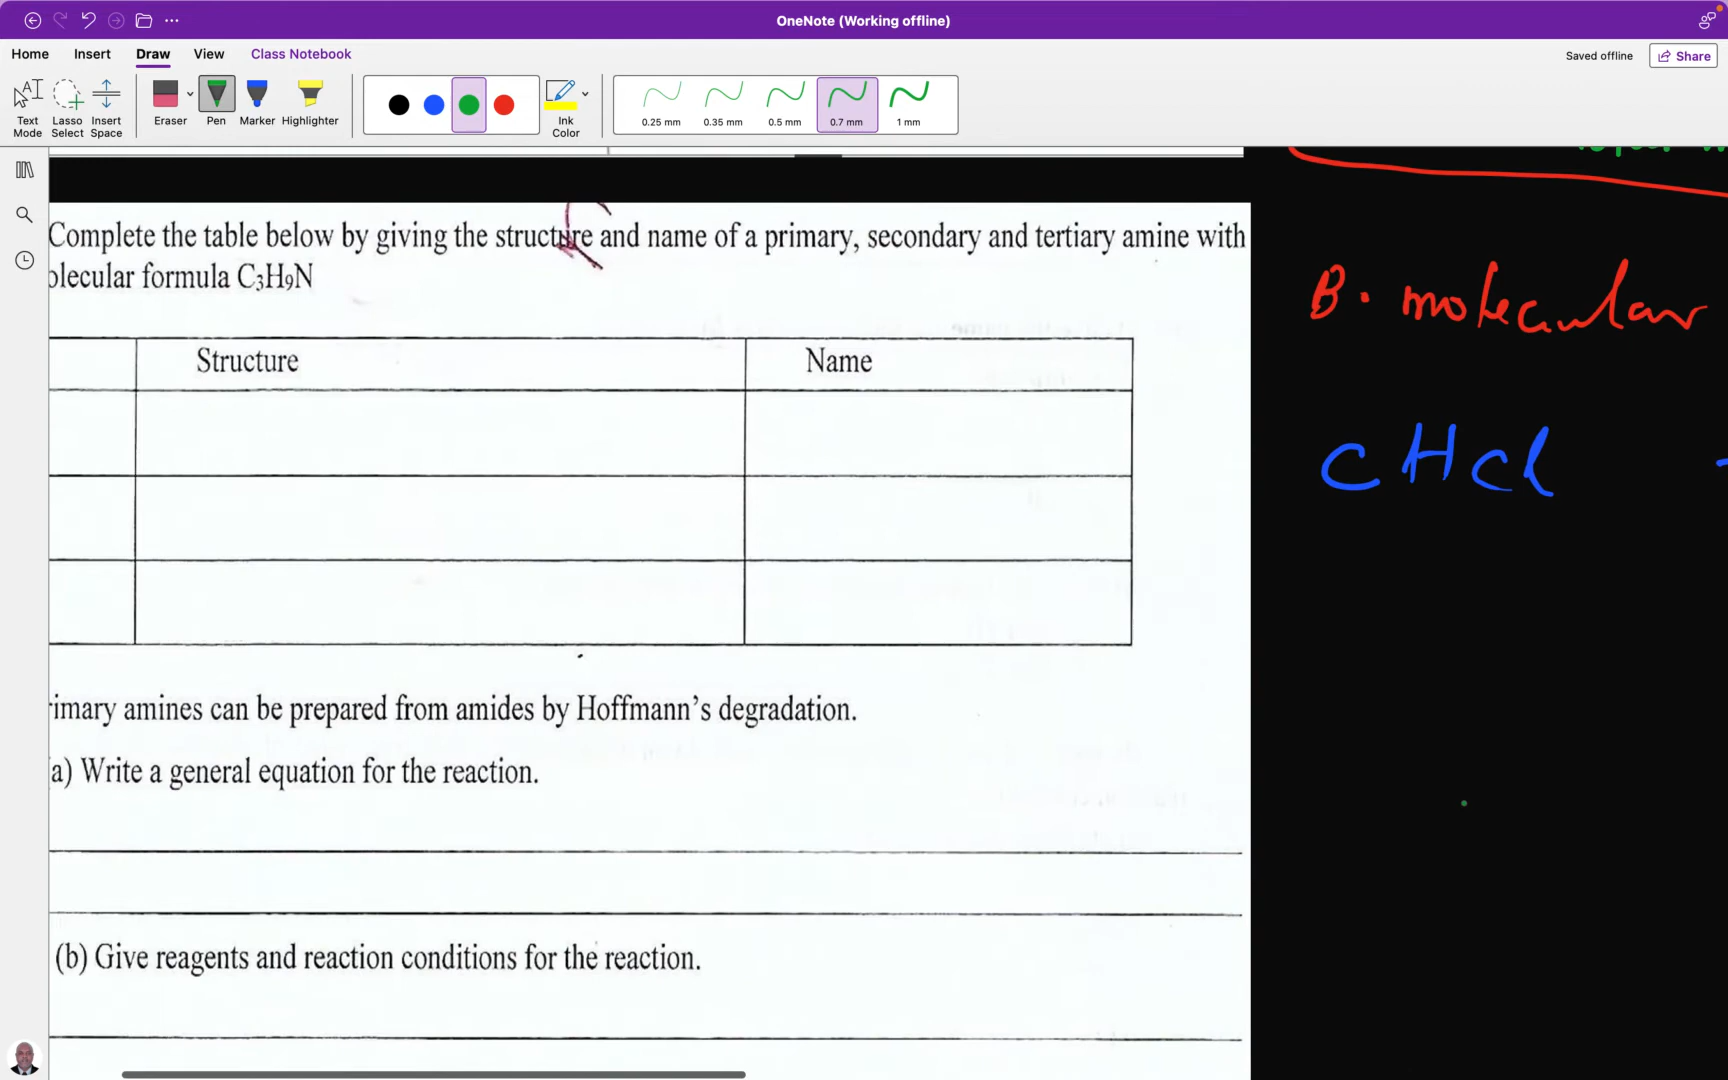 OneNote (Working offline)
Home Insert Draw View Class Notebook
Saved offline Share
Text Mode Lasso Select Insert Space Eraser Pen Marker Highlighter Ink Color 0.25 mm 0.35 mm 0.5 mm 0.7 mm 1 mm
Complete the table below by giving the structure and name of a primary, secondary and tertiary amine with
olecular formula C₃H₉N
Structure Name
rimary amines can be prepared from amides by Hoffmann's degradation.
a) Write a general equation for the reaction.
(b) Give reagents and reaction conditions for the reaction.
B. molecular
CHCl